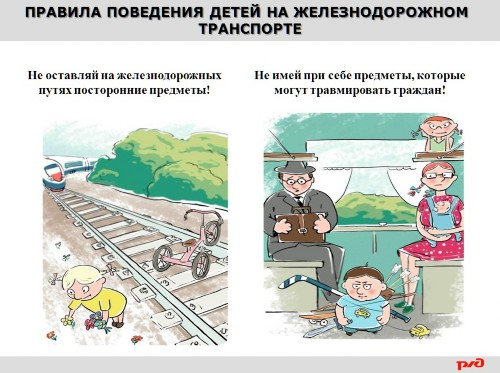 ПРАВИЛА ПОВЕДЕНИЯ ДЕТЕЙ НА ЖЕЛЕЗНОДОРОЖНОМ
ТРАНСПОРТЕ
Не оставляй на железнодорожных
путях посторонние предметы!
Не имей при себе предметы, которые
могут травмировать граждан!
РЖД